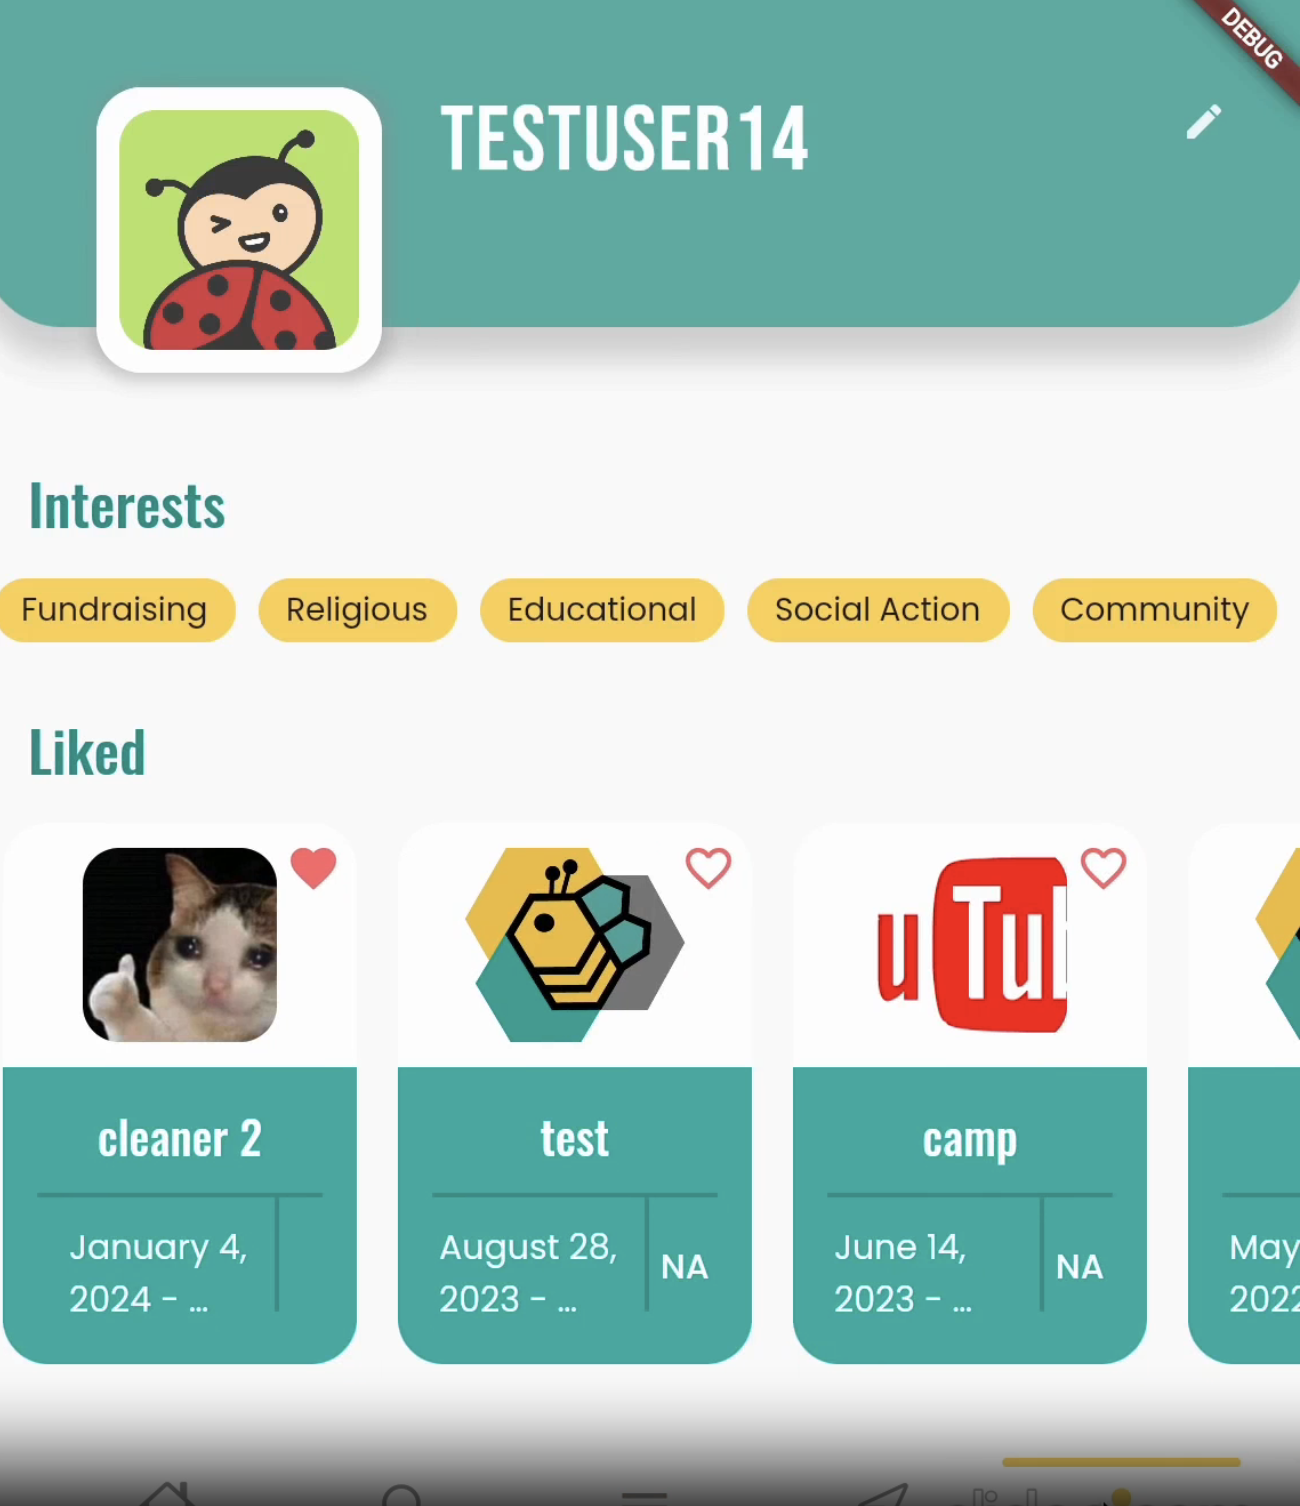 DEBUG
TESTUSER14
Interests
Fundraising
Religious
Educational
Social Action
Community
Liked
uTu
cleaner 2
January 4,
2024 - ...
test
August 28,
2023 - ...
NA
camp
June 14,
2023 - ...
NA
May
2022